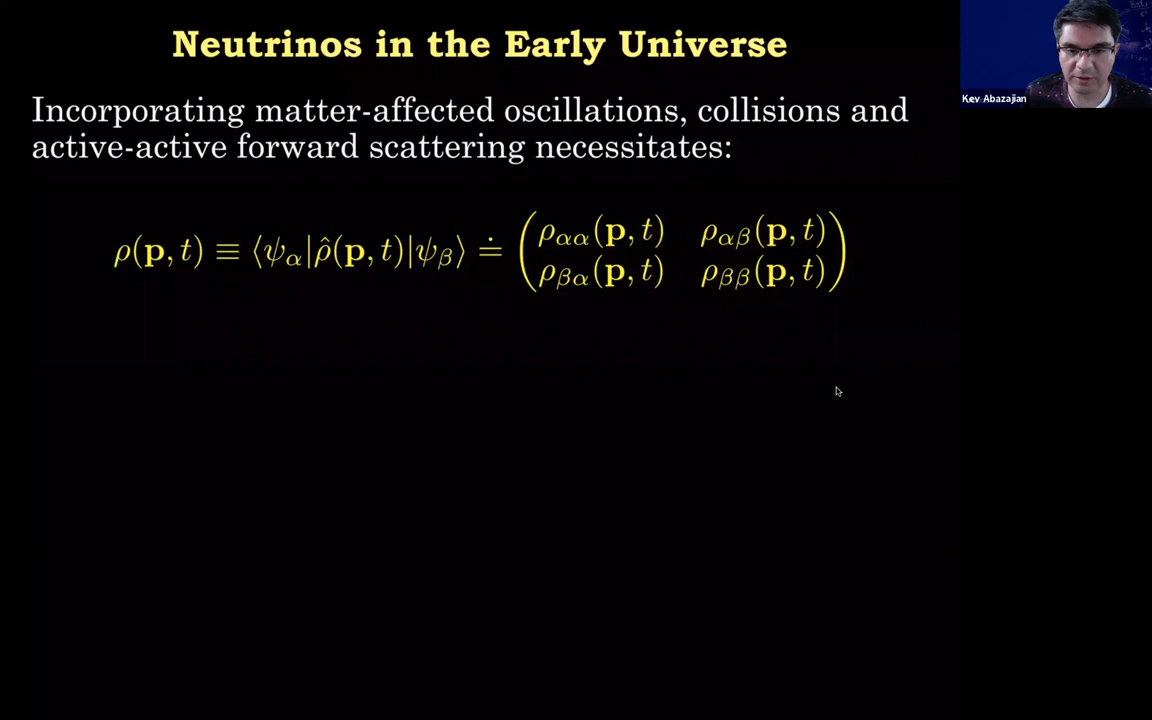 Neutrinos in the Early Universe
Kev Abazajian
Incorporating matter-affected oscillations, collisions and
active-active forward scattering necessitates:
ρ(𝐩, t) ≡ ⟨ψ_α|ρ̂(𝐩, t)|ψ_β⟩ ≐ ( ρ_αα(𝐩, t) ρ_αβ(𝐩, t)
ρ_βα(𝐩, t) ρ_ββ(𝐩, t) )